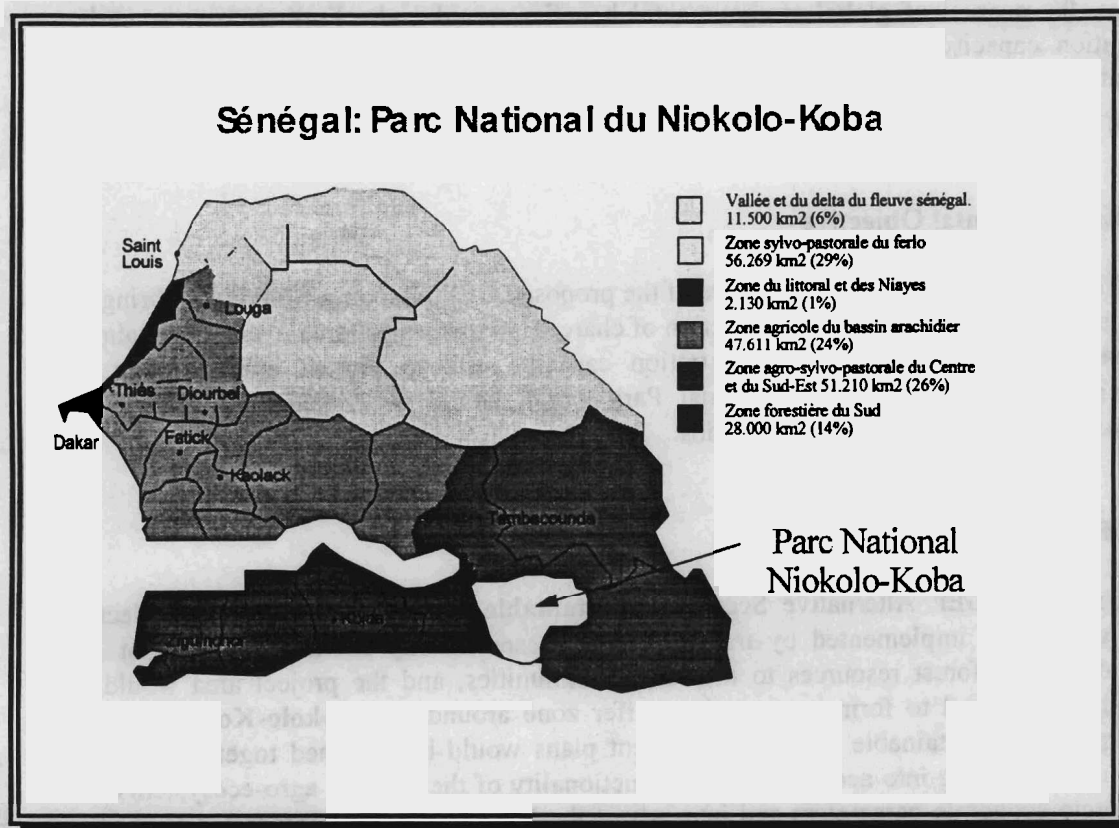 Sénégal: Parc National du Niokolo-Koba
Vallée et du delta du fleuve sénégal.
11.500 km2 (6%)
Zone sylvo-pastorale du ferlo
56.269 km2 (29%)
Zone du littoral et des Niayes
2.130 km2 (1%)
Zone agricole du bassin arachidier
47.611 km2 (24%)
Zone agro-sylvo-pastorale du Centre
et du Sud-Est 51.210 km2 (26%)
Zone forestière du Sud
28.000 km2 (14%)
Saint
Louis
Louga
Thiès
Diourbel
Dakar
Fatick
Kaolack
Tambacounda
Kolda
Ziguinchor
Parc National
Niokolo-Koba